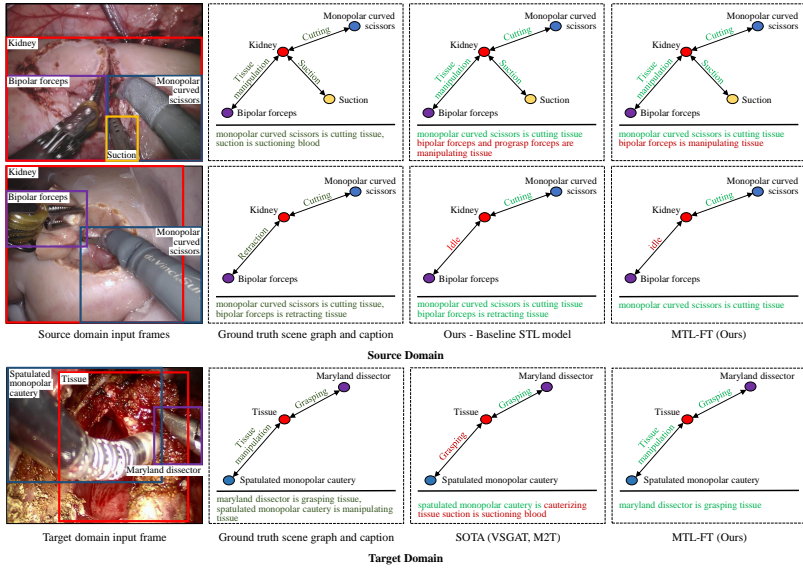 Kidney
Bipolar forceps
Monopolar
curved
scissors
Suction
Monopolar curved
scissors
Cutting
Kidney
Tissue
manipulation
Suction
Suction
Bipolar forceps
monopolar curved scissors is cutting tissue,
suction is suctioning blood
Monopolar curved
scissors
Cutting
Kidney
Tissue
manipulation
Suction
Suction
Bipolar forceps
monopolar curved scissors is cutting tissue
bipolar forceps and prograsp forceps are
manipulating tissue
Monopolar curved
scissors
Cutting
Kidney
Tissue
manipulation
Suction
Suction
Bipolar forceps
monopolar curved scissors is cutting tissue
bipolar forceps is manipulating tissue
Kidney
Bipolar forceps
Monopolar
curved
scissors
Monopolar curved
scissors
Cutting
Kidney
Retraction
Bipolar forceps
monopolar curved scissors is cutting tissue,
bipolar forceps is retracting tissue
Monopolar curved
scissors
Cutting
Kidney
Idle
Bipolar forceps
monopolar curved scissors is cutting tissue
bipolar forceps is retracting tissue
Monopolar curved
scissors
Cutting
Kidney
idle
Bipolar forceps
monopolar curved scissors is cutting tissue
Source domain input frames
Ground truth scene graph and caption
Ours - Baseline STL model
MTL-FT (Ours)
Source Domain
Spatulated
monopolar
cautery
Tissue
Maryland dissector
Maryland dissector
Grasping
Tissue
Tissue
manipulation
Spatulated monopolar cautery
maryland dissector is grasping tissue,
spatulated monopolar cautery is manipulating
tissue
Maryland dissector
Grasping
Tissue
Grasping
Spatulated monopolar cautery
spatulated monopolar cautery is cauterizing
tissue suction is suctioning blood
Maryland dissector
Grasping
Tissue
Tissue
manipulation
Spatulated monopolar cautery
maryland dissector is grasping tissue
Target domain input frame
Ground truth scene graph and caption
SOTA (VSGAT, M2T)
MTL-FT (Ours)
Target Domain